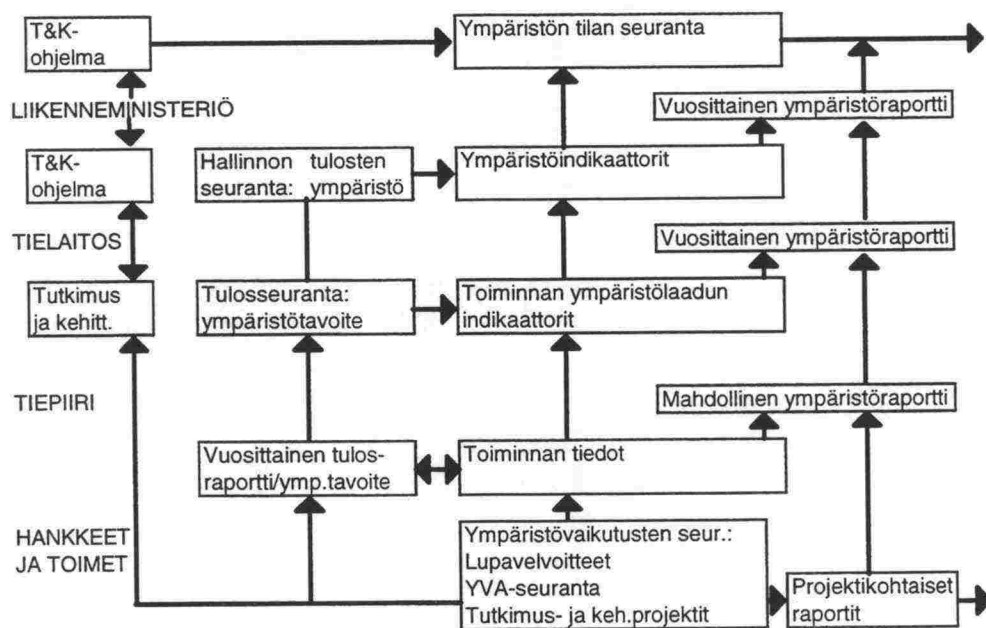 T&K-
ohjelma
Ympäristön tilan seuranta
LIIKENNEMINISTERIÖ
Vuosittainen ympäristöraportti
T&K-
ohjelma
Hallinnon tulosten
seuranta: ympäristö
Ympäristöindikaattorit
TIELAITOS
Vuosittainen ympäristöraportti
Tutkimus
ja kehitt.
Tulosseuranta:
ympäristötavoite
Toiminnan ympäristölaadun
indikaattorit
TIEPIIRI
Mahdollinen ympäristöraportti
Vuosittainen tulos-
raportti/ymp.tavoite
Toiminnan tiedot
HANKKEET
JA TOIMET
Ympäristövaikutusten seur.:
Lupavelvoitteet
YVA-seuranta
Tutkimus- ja keh.projektit
Projektikohtaiset
raportit